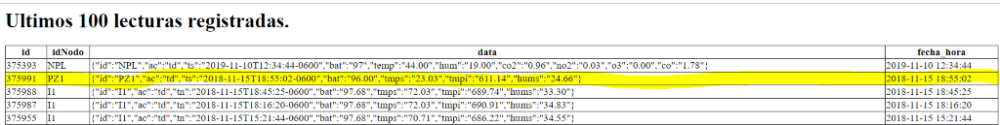 Ultimos 100 lecturas registradas.
id idNodo data fecha_hora
375393 NPL {"id":"NPL","ac":"td","ts":"2019-11-10T12:34:44-0600","bat":"97","temp":"44.00","hum":"19.00","co2":"0.96","no2":"0.03","o3":"0.00","co":"1.78"} 2019-11-10 12:34:44
375991 PZ1 {"id":"PZ1","ac":"td","ts":"2018-11-15T18:55:02-0600","bat":"96.00","tmps":"23.03","tmpi":"611.14","hums":"24.66"} 2018-11-15 18:55:02
375988 I1 {"id":"I1","ac":"td","tn":"2018-11-15T18:45:25-0600","bat":"97.68","tmps":"72.03","tmpi":"689.74","hums":"33.30"} 2018-11-15 18:45:25
375987 I1 {"id":"I1","ac":"td","tn":"2018-11-15T18:16:20-0600","bat":"97.68","tmps":"72.03","tmpi":"690.91","hums":"34.83"} 2018-11-15 18:16:20
375955 I1 {"id":"I1","ac":"td","tn":"2018-11-15T15:21:44-0600","bat":"97.68","tmps":"70.71","tmpi":"686.22","hums":"34.55"} 2018-11-15 15:21:44